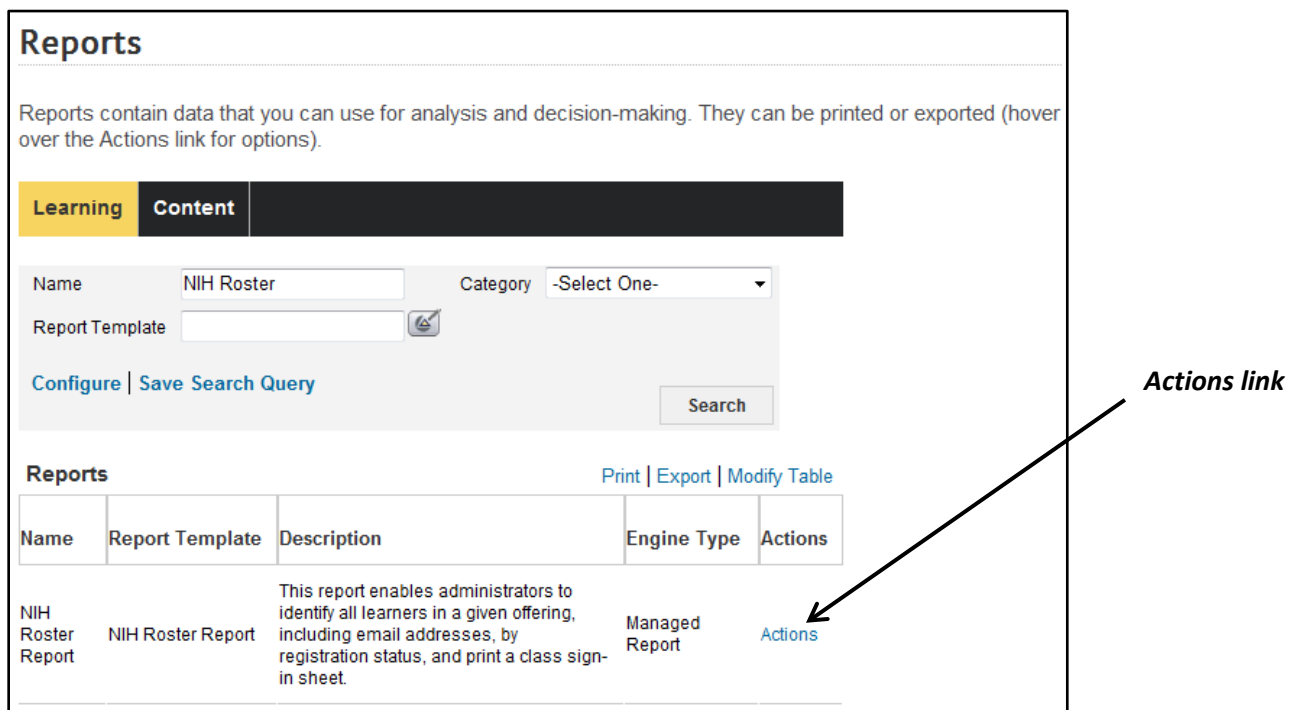 Reports
Reports contain data that you can use for analysis and decision-making. They can be printed or exported (hover
over the Actions link for options).
Learning Content
Name NIH Roster Category -Select One-
Report Template
Configure | Save Search Query
Search
Actions link
Reports Print | Export | Modify Table
Name Report Template Description Engine Type Actions
This report enables administrators to
identify all learners in a given offering,
including email addresses, by
registration status, and print a class sign-
in sheet.
NIH
Roster
Report
NIH Roster Report
Managed
Report
Actions